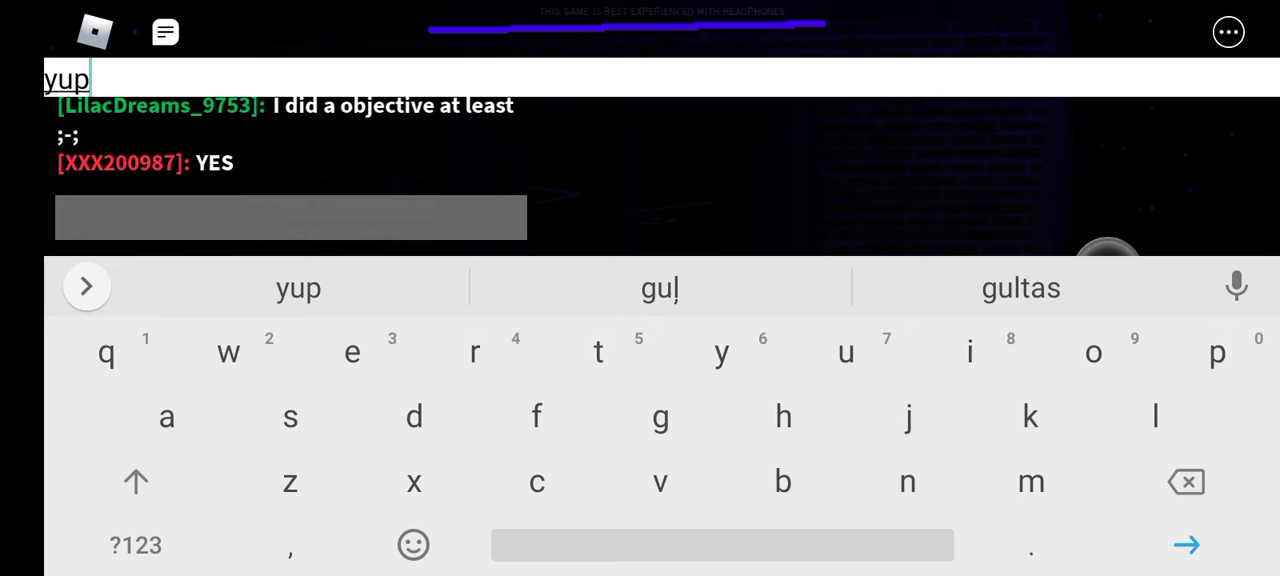 THIS GAME IS BEST EXPERIENCED WITH HEADPHONES
yup
[LilacDreams_9753]: I did a objective at least
;-;
[XXX200987]: YES
yup guļ gultas
q 1 w 2 e 3 r 4 t 5 y 6 u 7 i 8 o 9 p 0
a s d f g h j k l
z x c v b n m
?123 , .